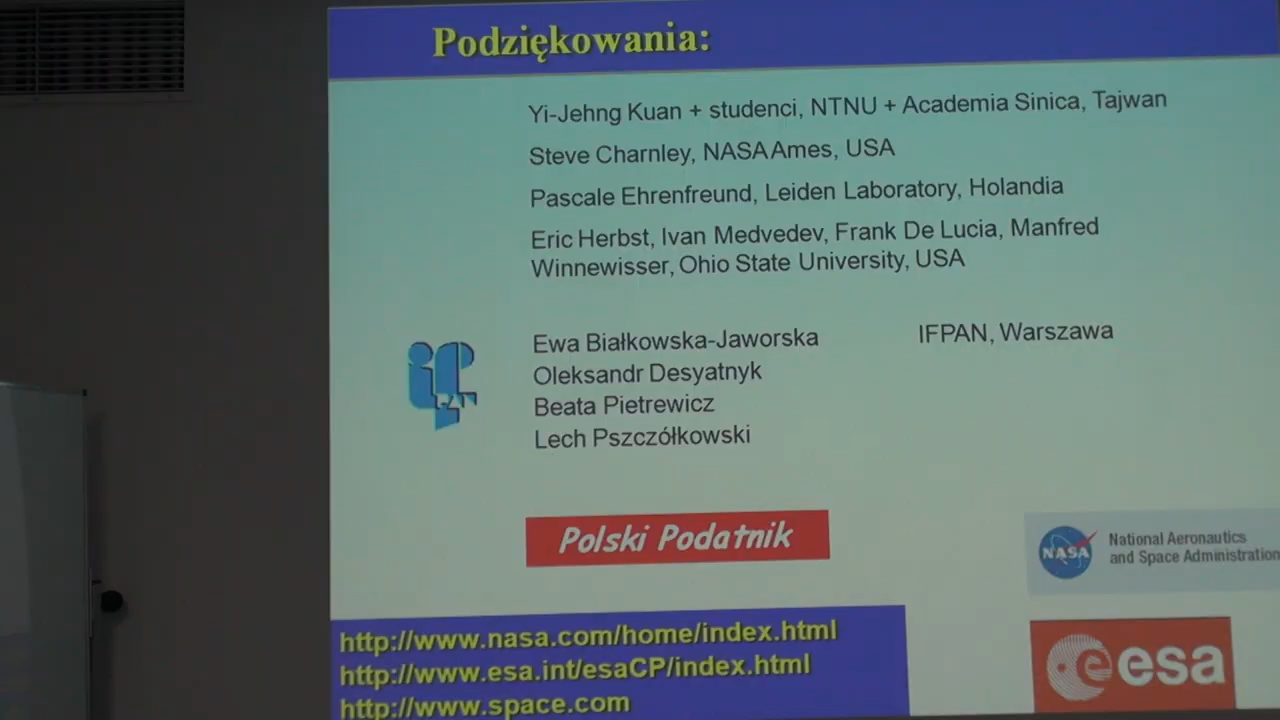 Podziękowania:
Yi-Jehng Kuan + studenci, NTNU + Academia Sinica, Tajwan
Steve Charnley, NASA Ames, USA
Pascale Ehrenfreund, Leiden Laboratory, Holandia
Eric Herbst, Ivan Medvedev, Frank De Lucia, Manfred
Winnewisser, Ohio State University, USA
Ewa Białkowska-Jaworska IFPAN, Warszawa
Oleksandr Desyatnyk
Beata Pietrewicz
Lech Pszczółkowski
Polski Podatnik
NASA National Aeronautics
and Space Administration
http://www.nasa.com/home/index.html
http://www.esa.int/esaCP/index.html
http://www.space.com
esa